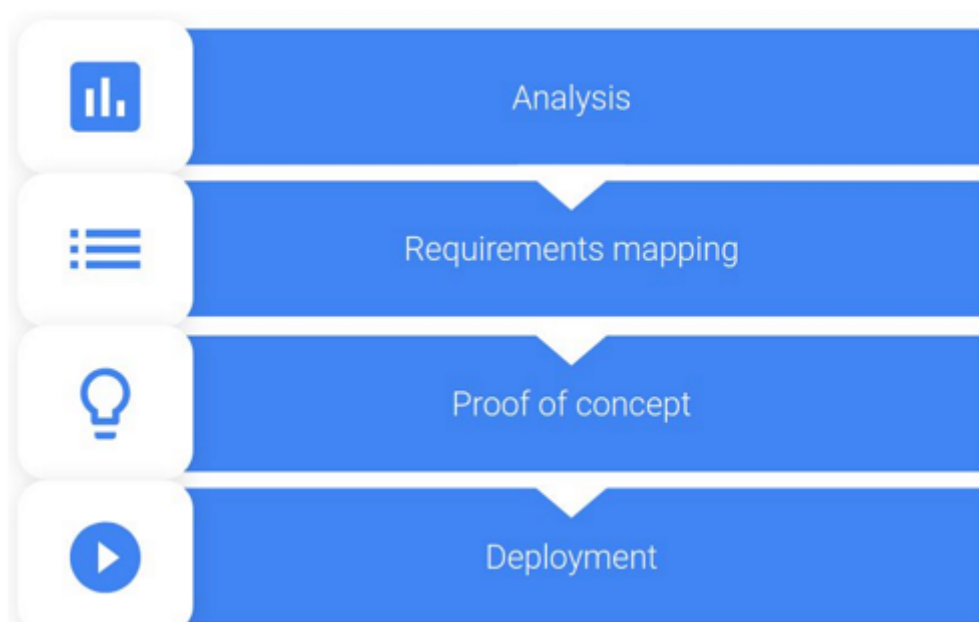 Analysis
Requirements mapping
Proof of concept
Deployment